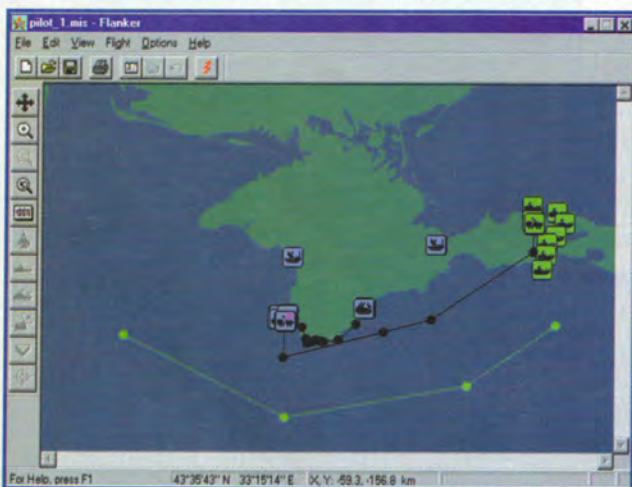 pilot_1.mis - Flanker
File Edit View Flight Options Help
For Help, press F1 43°35'43" N 33°15'14" E X, Y: -59.3, -156.8 km